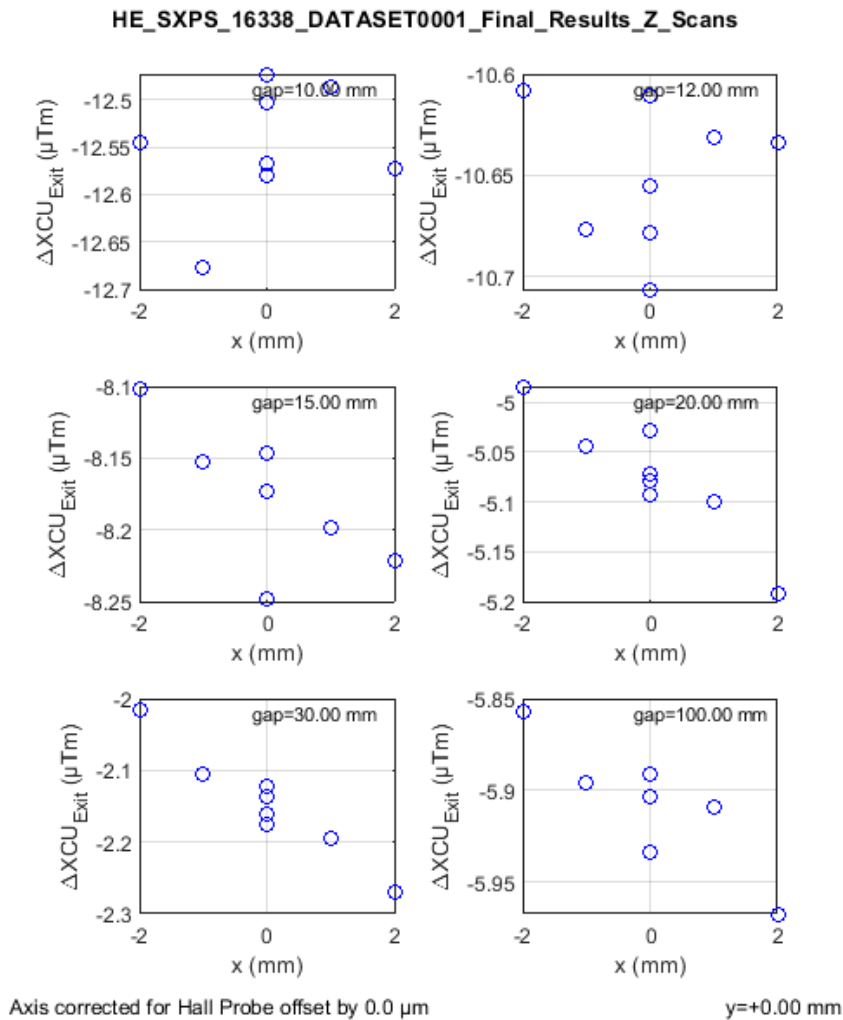 HE_SXPS_16338_DATASET0001_Final_Results_Z_Scans
ΔXCU_Exit (µTm)
-12.5
-12.55
-12.6
-12.65
-12.7
gap=10.00 mm
-2 0 2
x (mm)
ΔXCU_Exit (µTm)
-10.6
-10.65
-10.7
gap=12.00 mm
-2 0 2
x (mm)
ΔXCU_Exit (µTm)
-8.1
-8.15
-8.2
-8.25
gap=15.00 mm
-2 0 2
x (mm)
ΔXCU_Exit (µTm)
-5
-5.05
-5.1
-5.15
-5.2
gap=20.00 mm
-2 0 2
x (mm)
ΔXCU_Exit (µTm)
-2
-2.1
-2.2
-2.3
gap=30.00 mm
-2 0 2
x (mm)
ΔXCU_Exit (µTm)
-5.85
-5.9
-5.95
gap=100.00 mm
-2 0 2
x (mm)
Axis corrected for Hall Probe offset by 0.0 µm
y=+0.00 mm